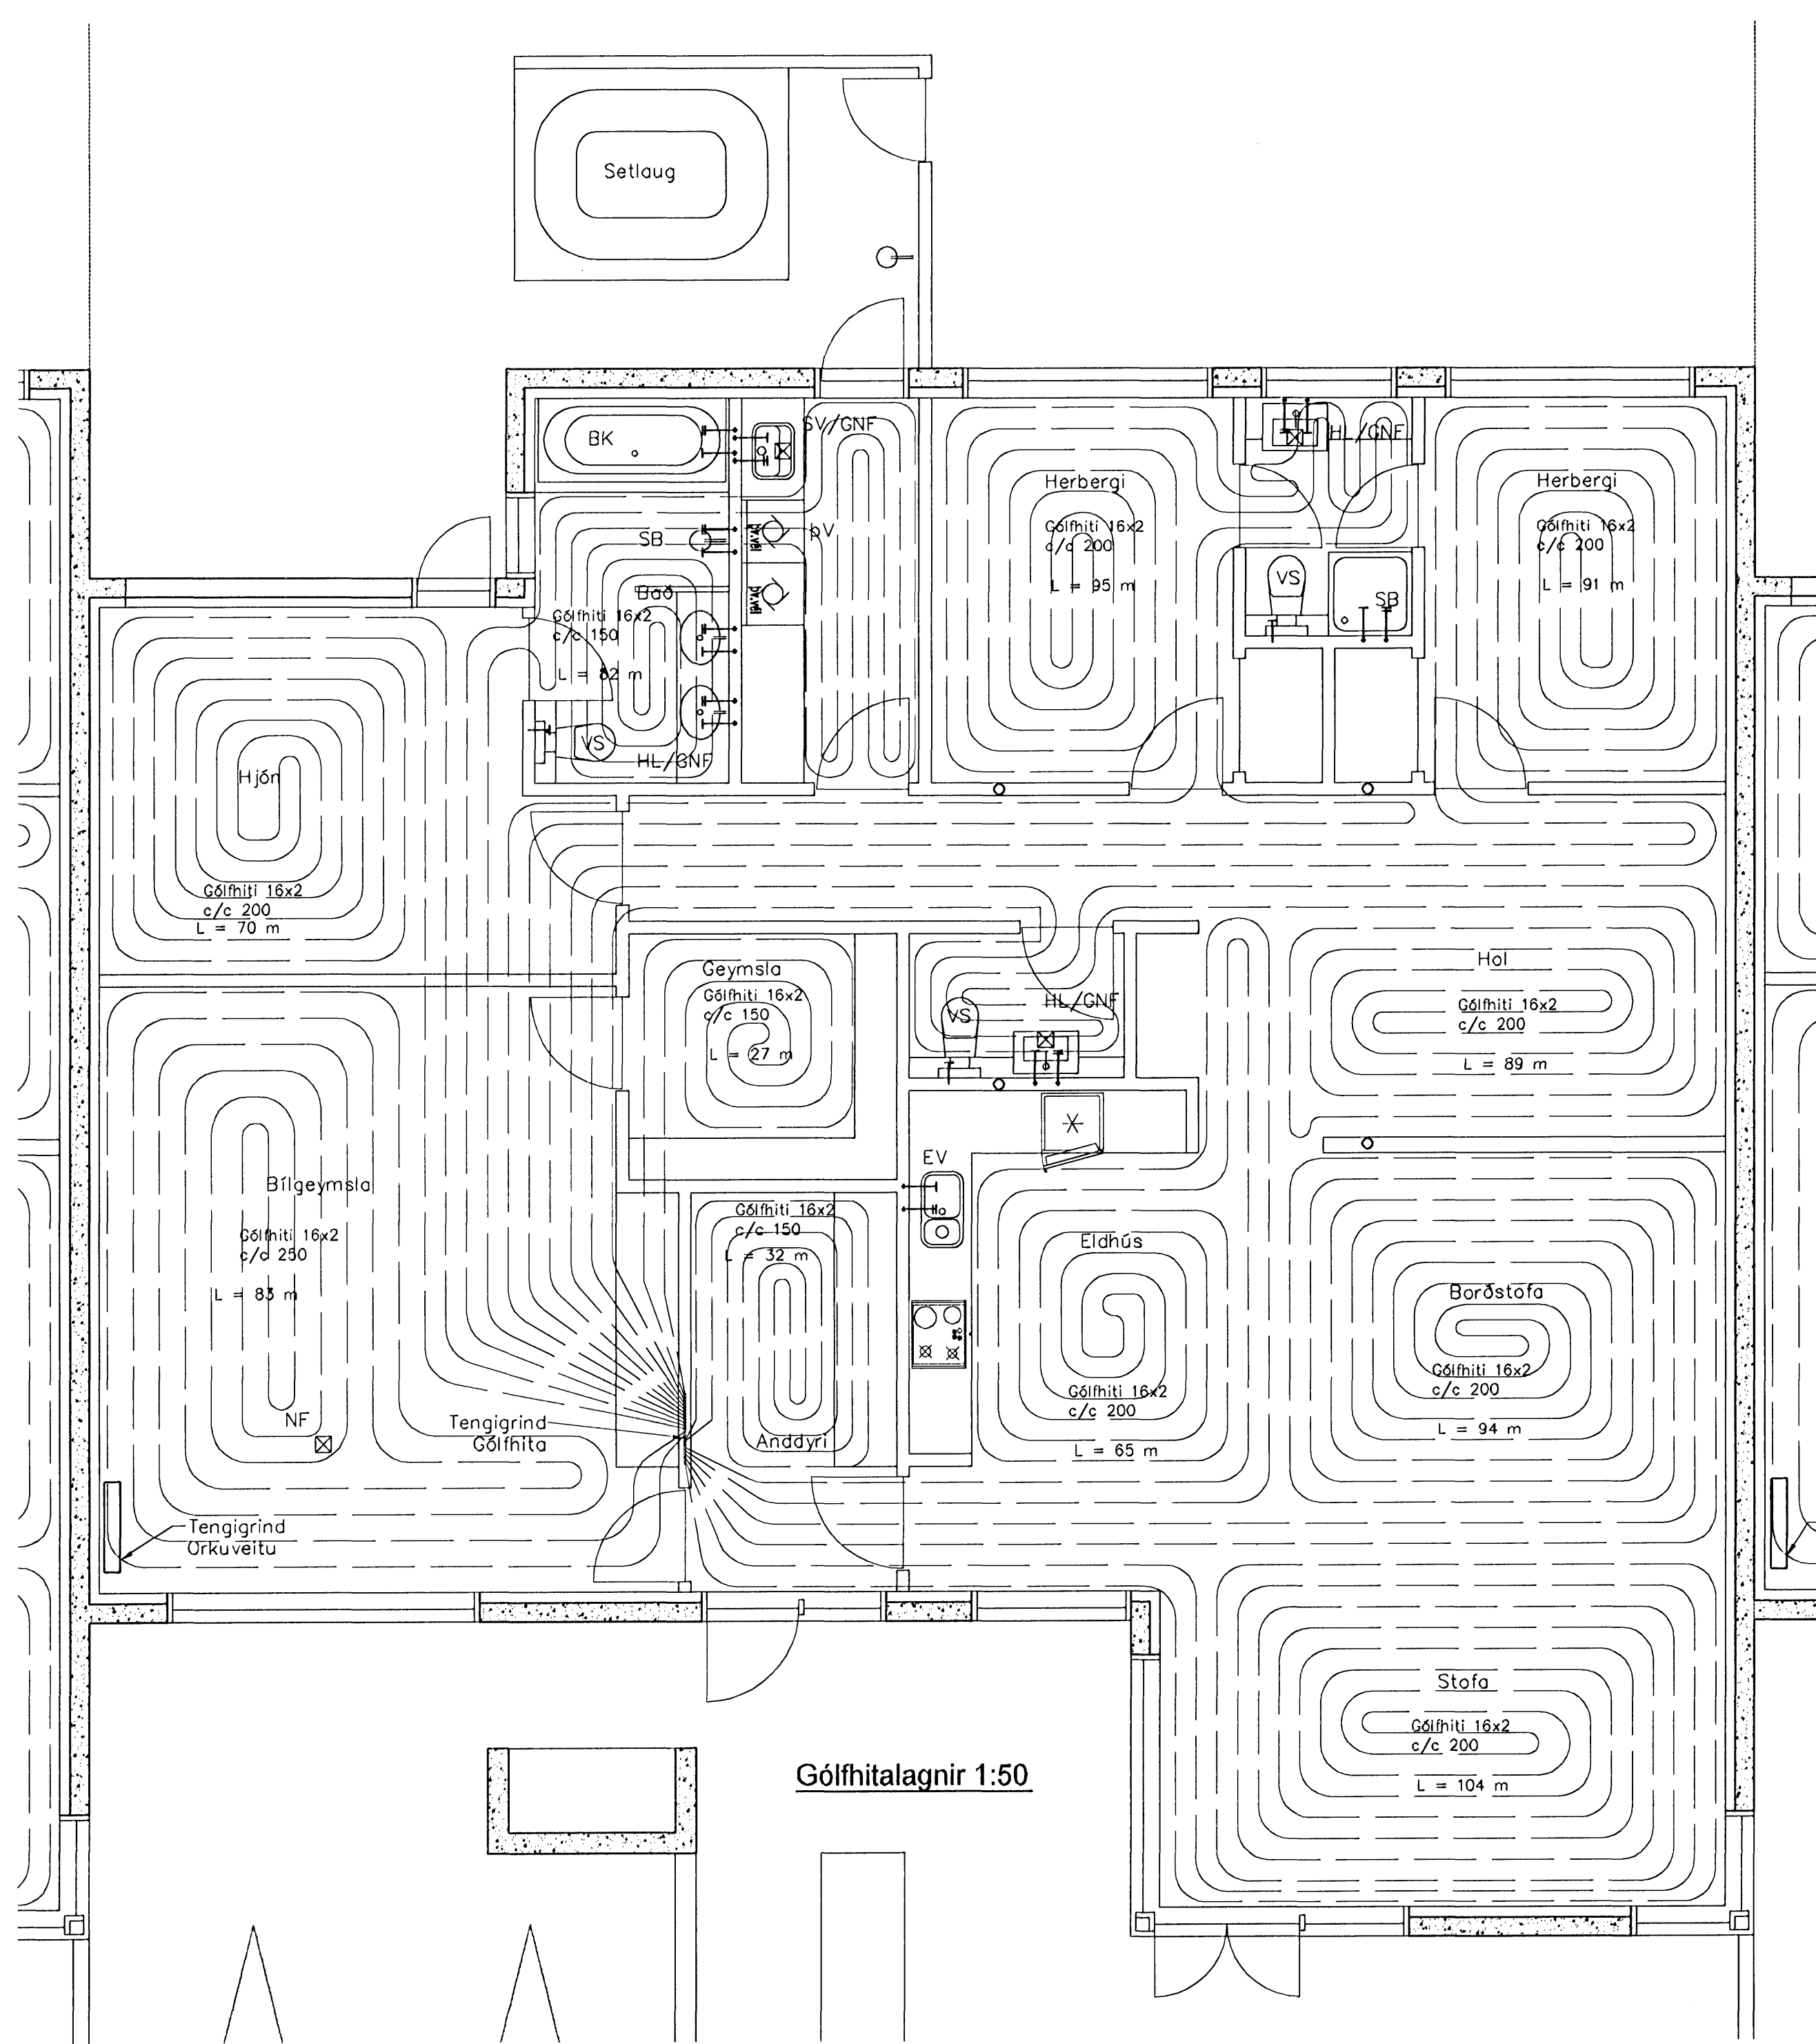 Setlaug
BK
SV/GNF
HL/GNF
Herbergi
Gólfhiti 16x2
c/c 200
L = 95 m
Herbergi
Gólfhiti 16x2
c/c 200
L = 91 m
SB
þV
þr.vél
þr.vél
VS
SB
Bað
Gólfhiti 16x2
c/c 150
L = 82 m
VS
HL/GNF
Hjón
Gólfhiti 16x2
c/c 200
L = 70 m
Geymsla
Gólfhiti 16x2
c/c 150
L = 27 m
HL/GNF
VS
Hol
Gólfhiti 16x2
c/c 200
L = 89 m
EV
Bílgeymsla
Gólfhiti 16x2
c/c 250
L = 83 m
NF
Gólfhiti 16x2
c/c 150
L = 32 m
Anddyri
Eldhús
Gólfhiti 16x2
c/c 200
L = 65 m
Borðstofa
Gólfhiti 16x2
c/c 200
L = 94 m
Tengigrind
Gólfhita
Tengigrind
Orkuveitu
Stofa
Gólfhiti 16x2
c/c 200
L = 104 m
Gólfhitalagnir 1:50